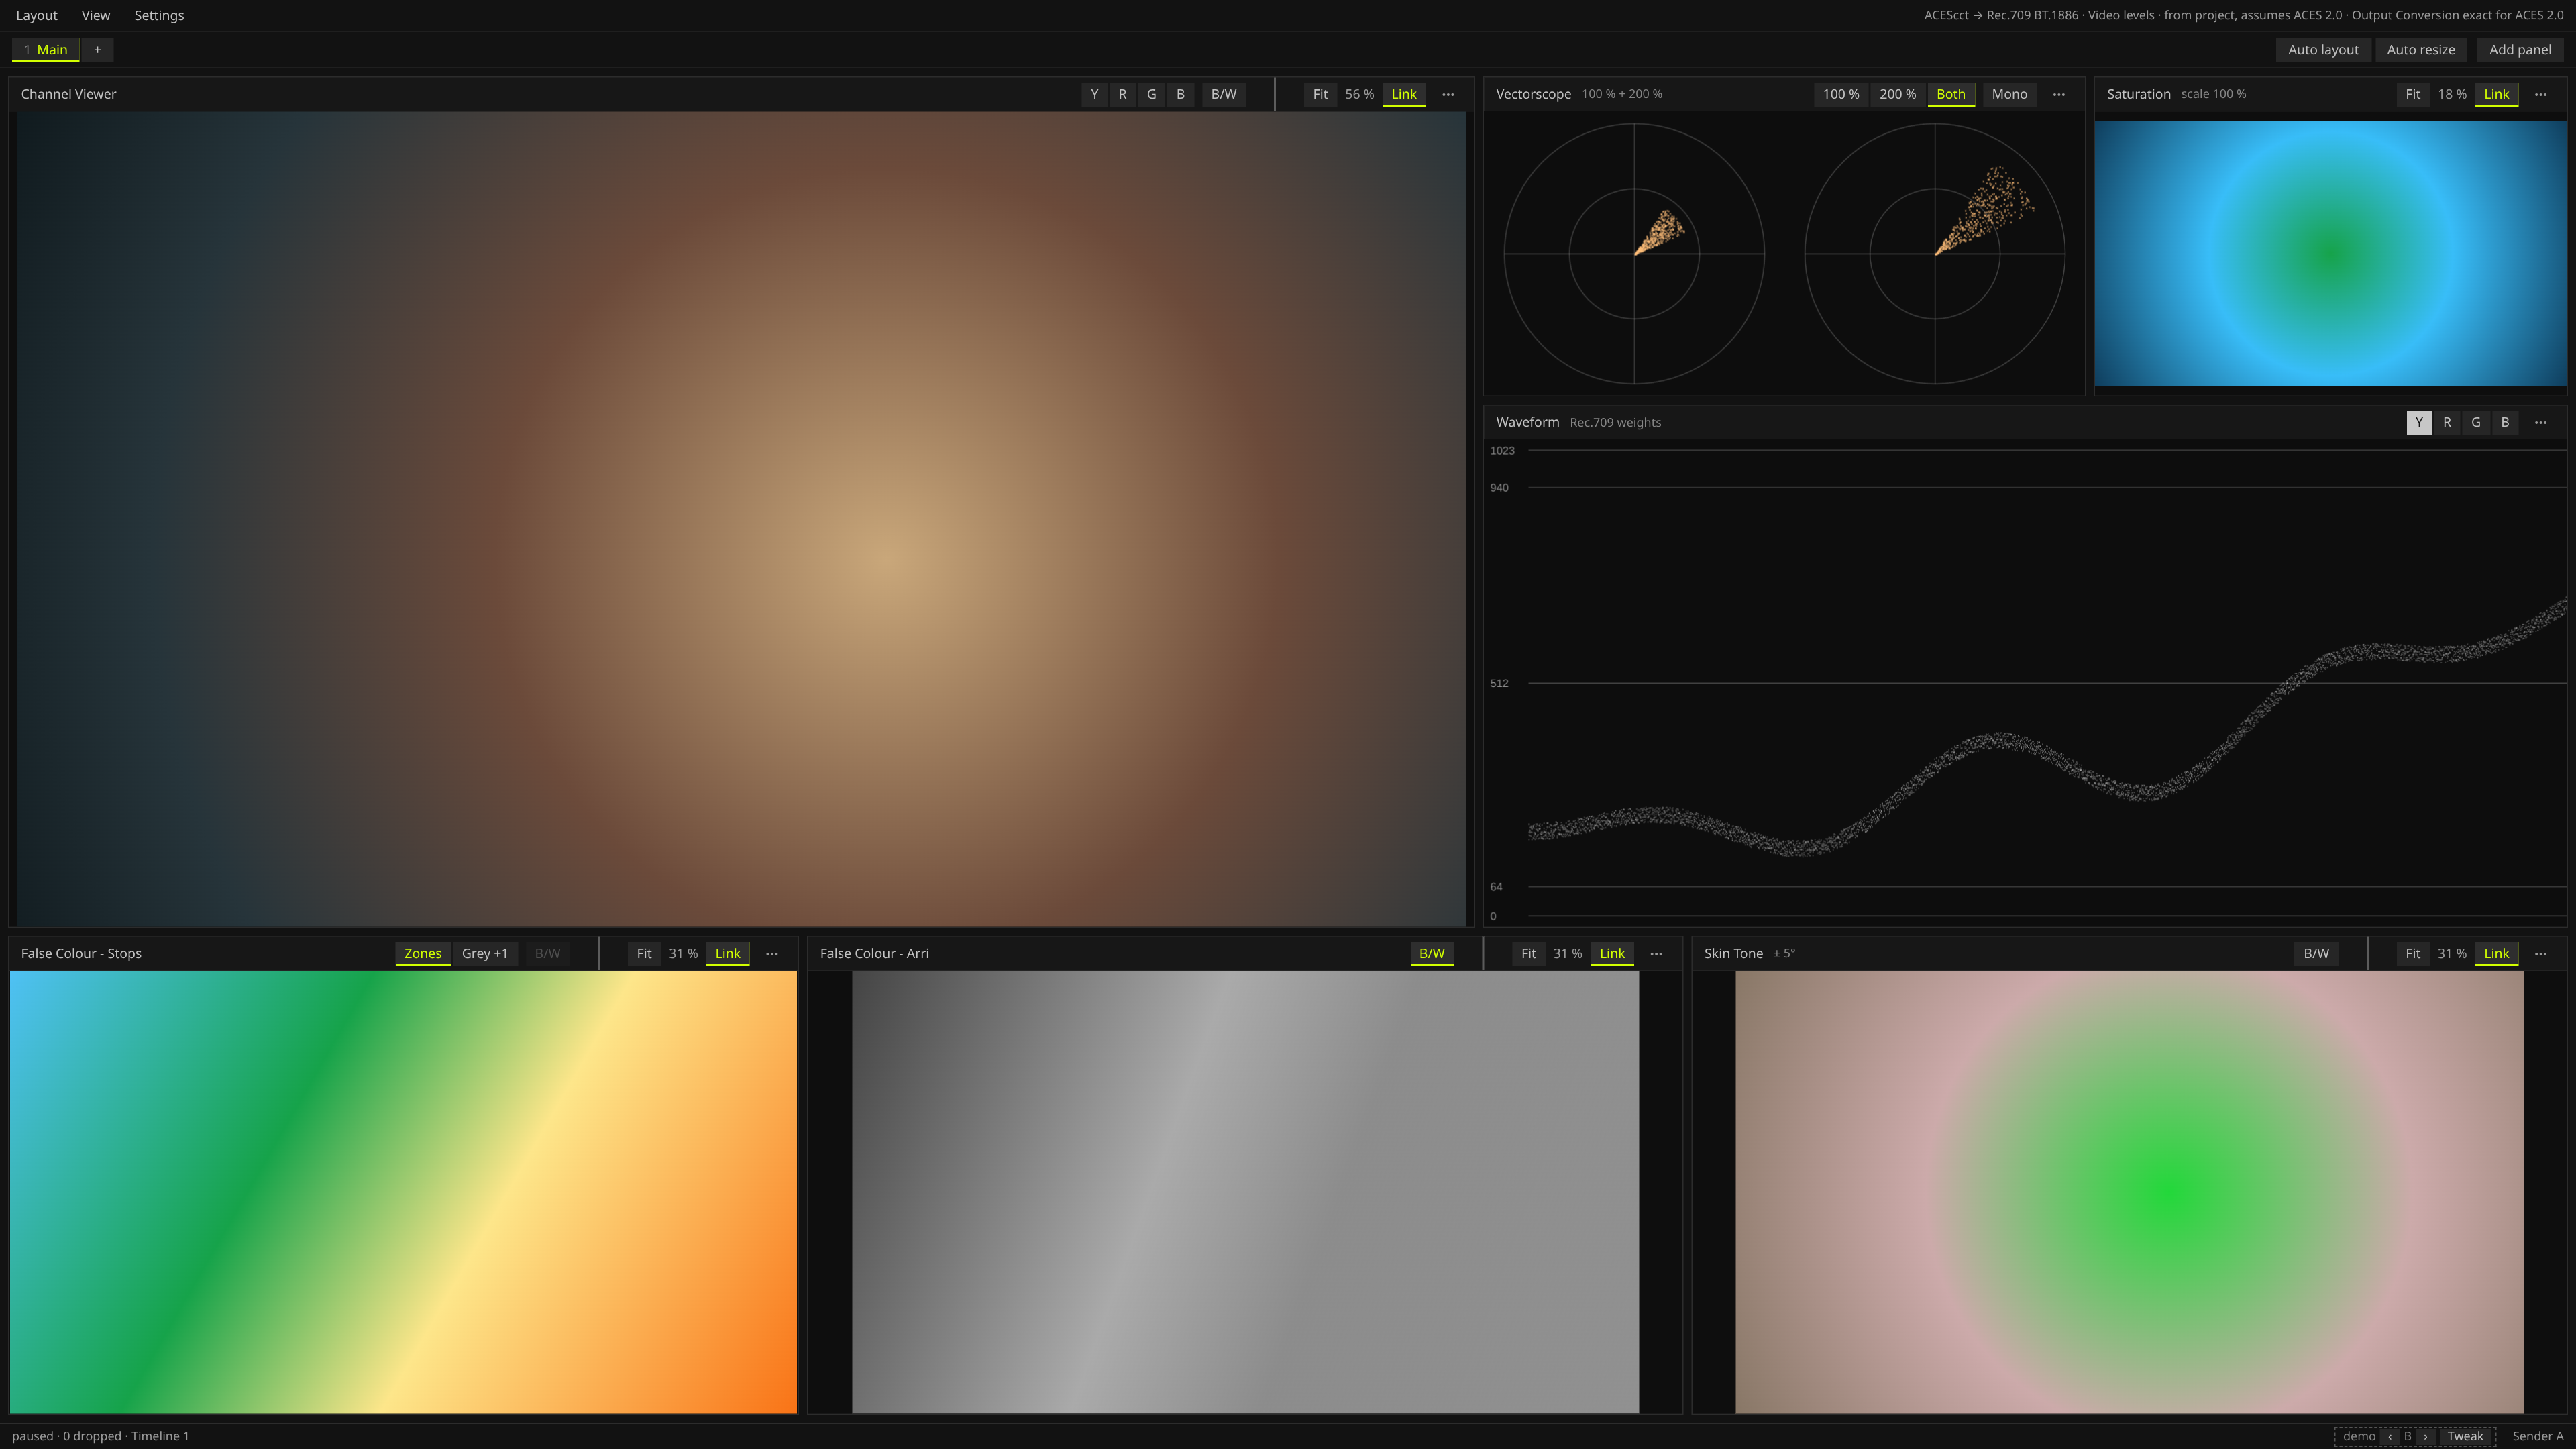 Layout View Settings ACEScct → Rec.709 BT.1886 · Video levels · from project, assumes ACES 2.0 · Output Conversion exact for ACES 2.0
1 Main + Auto layout Auto resize Add panel
Channel Viewer Y R G B B/W Fit 56 % Link ···
Vectorscope 100 % + 200 % 100 % 200 % Both Mono ···
Saturation scale 100 % Fit 18 % Link ···
Waveform Rec.709 weights Y R G B ···
1023
940
512
64
0
False Colour - Stops Zones Grey +1 B/W Fit 31 % Link ···
False Colour - Arri B/W Fit 31 % Link ···
Skin Tone ± 5° B/W Fit 31 % Link ···
paused · 0 dropped · Timeline 1 demo ‹ B › Tweak Sender A